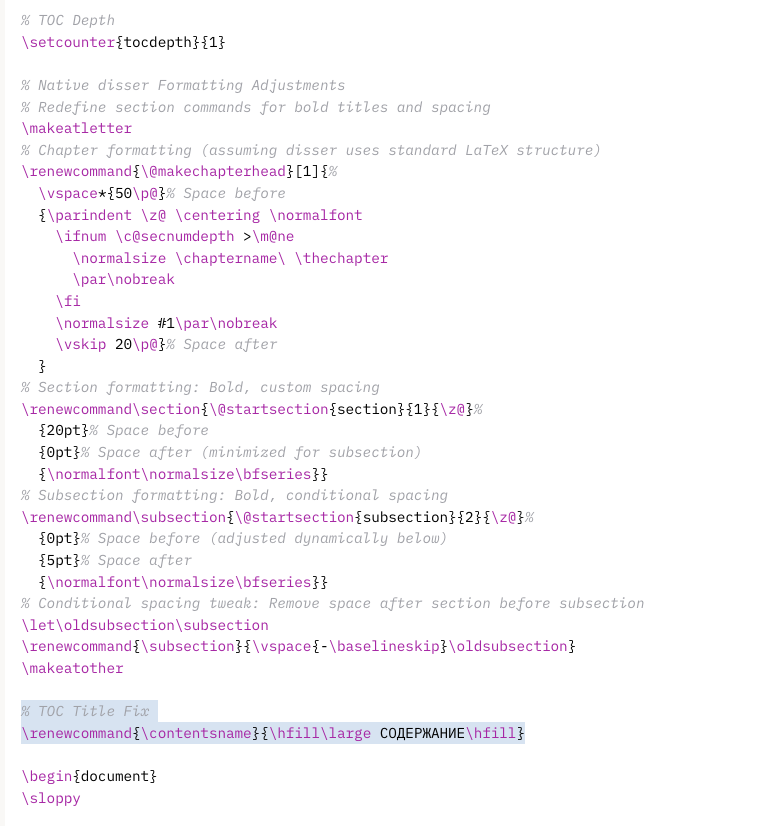 % TOC Depth
\setcounter{tocdepth}{1}
% Native disser Formatting Adjustments
% Redefine section commands for bold titles and spacing
\makeatletter
% Chapter formatting (assuming disser uses standard LaTeX structure)
\renewcommand{\@makechapterhead}[1]{%
  \vspace*{50\p@}% Space before
  {\parindent \z@ \centering \normalfont
    \ifnum \c@secnumdepth >\m@ne
      \normalsize \chaptername\ \thechapter
      \par\nobreak
    \fi
    \normalsize #1\par\nobreak
    \vskip 20\p@}% Space after
  }
% Section formatting: Bold, custom spacing
\renewcommand\section{\@startsection{section}{1}{\z@}%
  {20pt}% Space before
  {0pt}% Space after (minimized for subsection)
  {\normalfont\normalsize\bfseries}}
% Subsection formatting: Bold, conditional spacing
\renewcommand\subsection{\@startsection{subsection}{2}{\z@}%
  {0pt}% Space before (adjusted dynamically below)
  {5pt}% Space after
  {\normalfont\normalsize\bfseries}}
% Conditional spacing tweak: Remove space after section before subsection
\let\oldsubsection\subsection
\renewcommand{\subsection}{\vspace{-\baselineskip}\oldsubsection}
\makeatother
% TOC Title Fix
\renewcommand{\contentsname}{\hfill\large СОДЕРЖАНИЕ\hfill}
\begin{document}
\sloppy